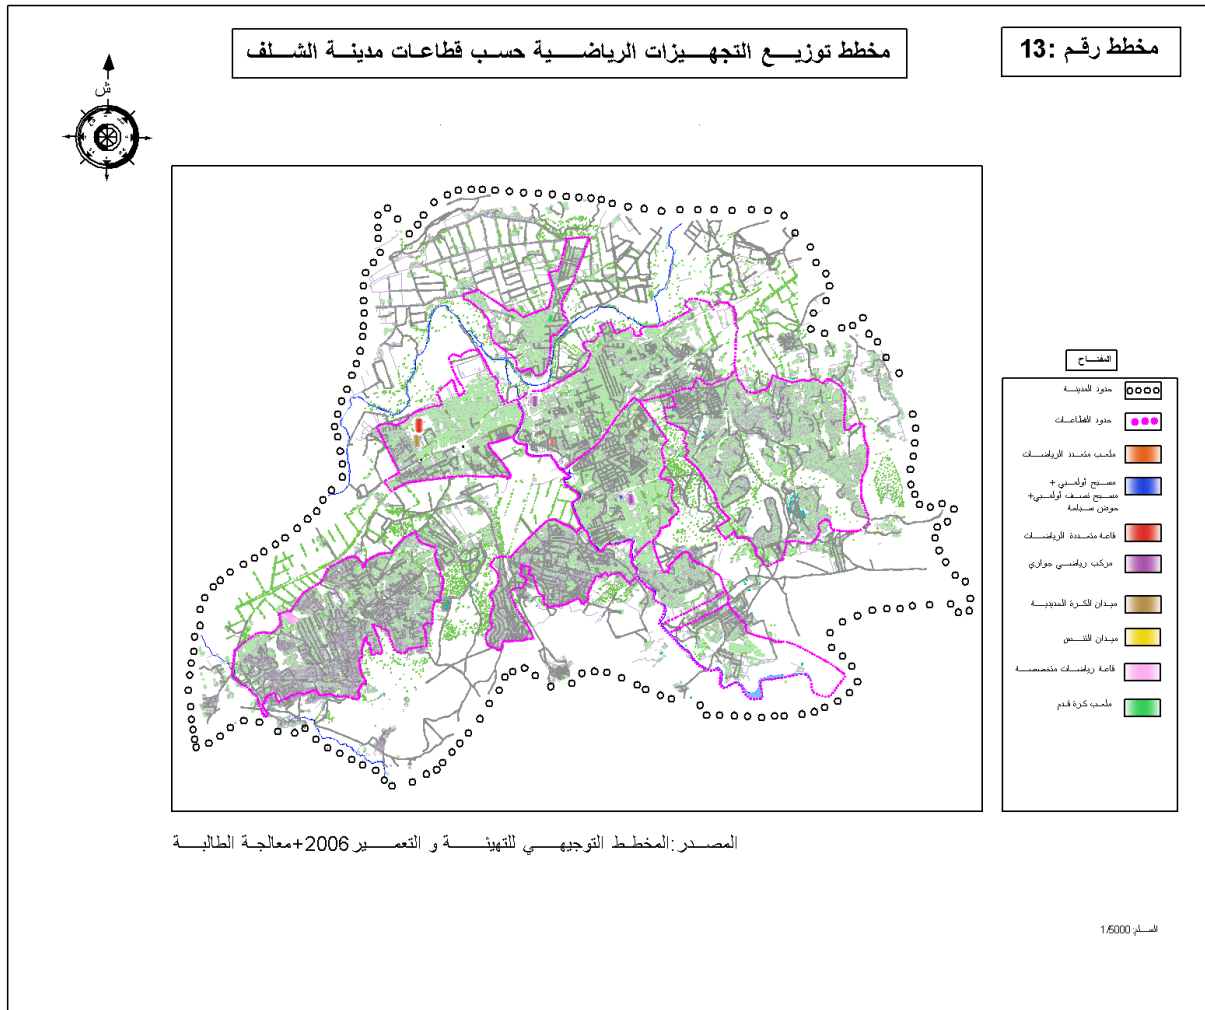 مخطط رقم :13
مخطط توزيع التجهيزات الرياضية حسب قطاعات مدينة الشلف
ش
المفتاح
حدود المدينة
حدود القطاعات
ملعب متعدد الرياضات
مسبح أولمبي +
مسبح نصف أولمبي+
حوض سباحة
قاعة متعددة الرياضات
مركب رياضي جواري
ميدان الكرة الحديدية
ميدان التنس
قاعة رياضات متخصصة
ملعب كرة قدم
المصدر:المخطط التوجيهي للتهيئة و التعمير2006+معالجة الطالبة
السلم: 1/5000